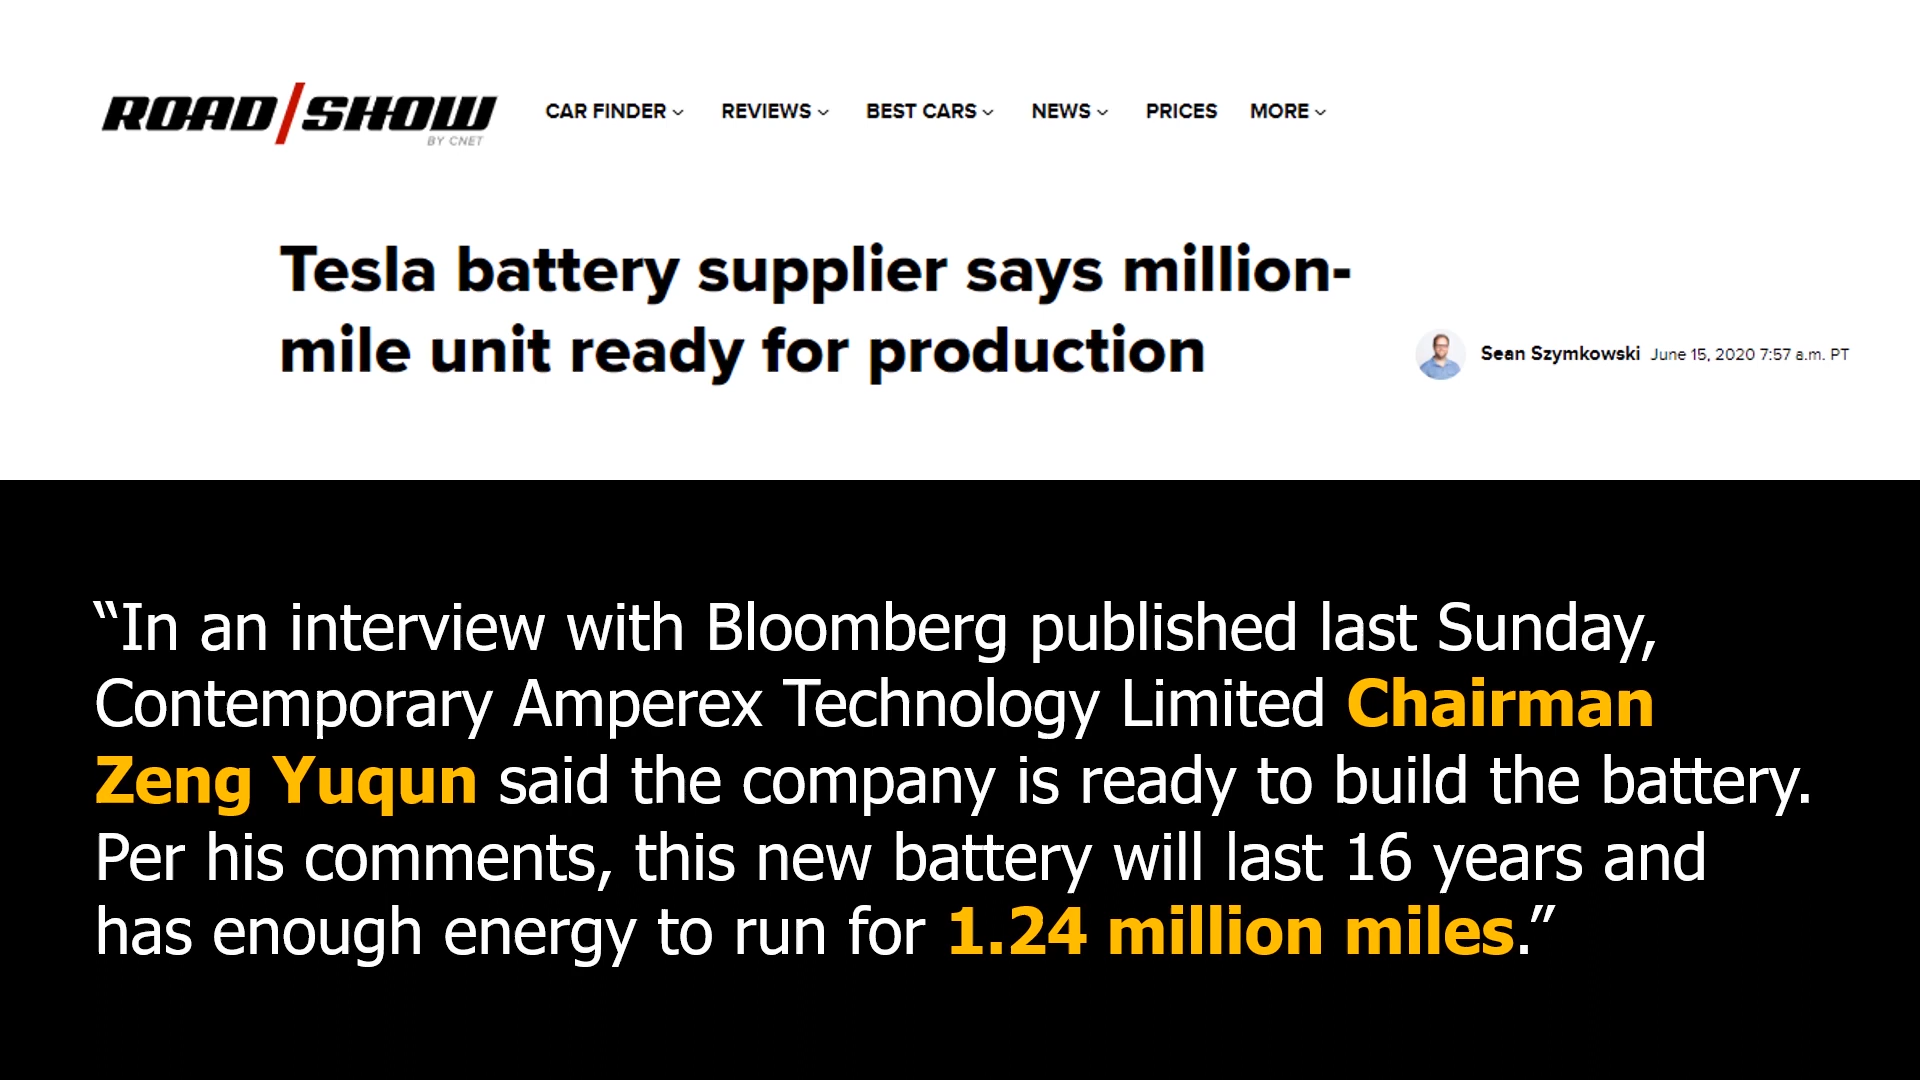 ROAD/SHOW
BY CNET
CAR FINDER REVIEWS BEST CARS NEWS PRICES MORE
Tesla battery supplier says million-
mile unit ready for production
Sean Szymkowski June 15, 2020 7:57 a.m. PT
“In an interview with Bloomberg published last Sunday,
Contemporary Amperex Technology Limited Chairman
Zeng Yuqun said the company is ready to build the battery.
Per his comments, this new battery will last 16 years and
has enough energy to run for 1.24 million miles.”